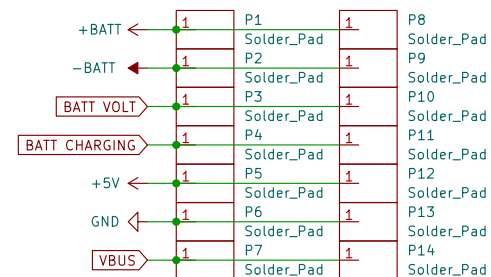 P1 P8
+BATT 1 1
Solder_Pad Solder_Pad
P2 P9
-BATT 1 1
Solder_Pad Solder_Pad
P3 P10
BATT VOLT 1 1
Solder_Pad Solder_Pad
P4 P11
BATT CHARGING 1 1
Solder_Pad Solder_Pad
P5 P12
+5V 1 1
Solder_Pad Solder_Pad
P6 P13
GND 1 1
Solder_Pad Solder_Pad
P7 P14
VBUS 1 1
Solder_Pad Solder_Pad